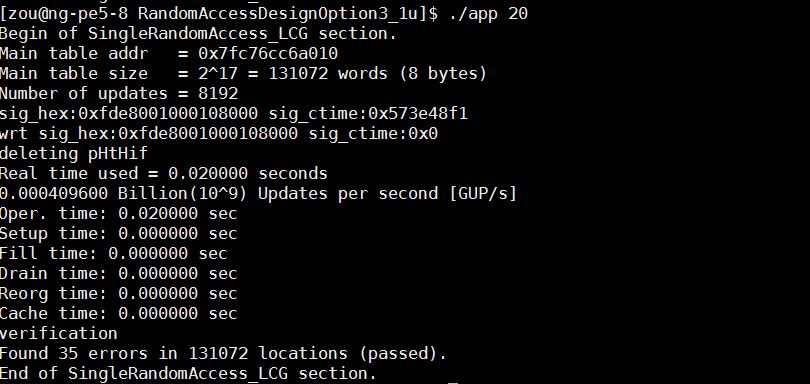 [zou@ng-pe5-8 RandomAccessDesignOption3_1u]$ ./app 20
Begin of SingleRandomAccess_LCG section.
Main table addr   = 0x7fc76cc6a010
Main table size   = 2^17 = 131072 words (8 bytes)
Number of updates = 8192
sig_hex:0xfde8001000108000 sig_ctime:0x573e48f1
wrt sig_hex:0xfde8001000108000 sig_ctime:0x0
deleting pHtHif
Real time used = 0.020000 seconds
0.000409600 Billion(10^9) Updates per second [GUP/s]
Oper. time: 0.020000 sec
Setup time: 0.000000 sec
Fill time: 0.000000 sec
Drain time: 0.000000 sec
Reorg time: 0.000000 sec
Cache time: 0.000000 sec
verification
Found 35 errors in 131072 locations (passed).
End of SingleRandomAccess_LCG section.